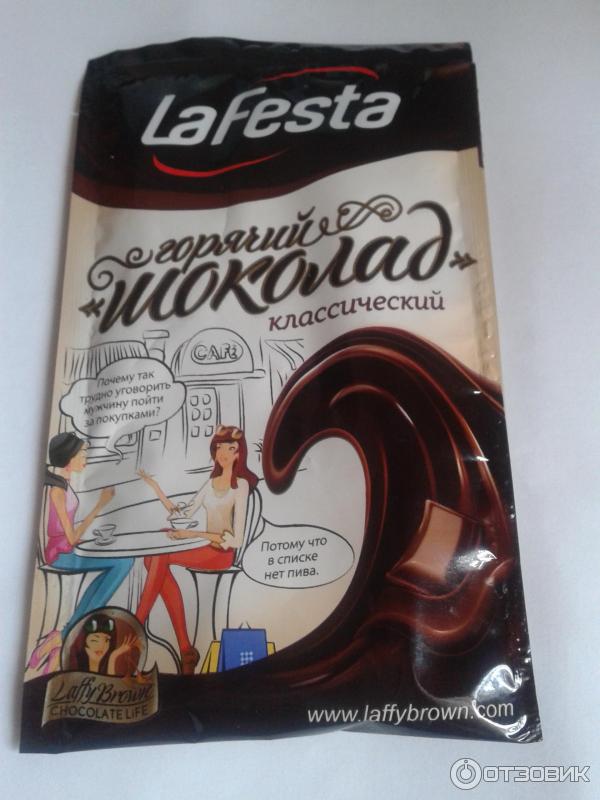 LaFesta
горячий
«шоколад»
классический
CAFé
Почему так
трудно уговорить
мужчину пойти
за покупками?
Потому что
в списке
нет пива.
Laffy Brown
CHOCOLATE LIFE
www.laffybrown.com
ОТЗОВИК